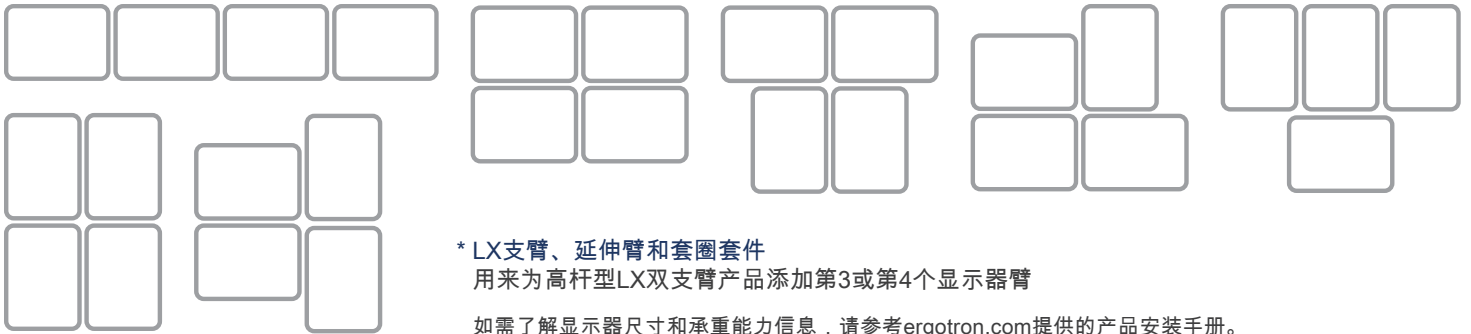 * LX支臂、延伸臂和套圈套件
用来为高杆型LX双支臂产品添加第3或第4个显示器臂
如需了解显示器尺寸和承重能力信息，请参考ergotron.com提供的产品安装手册。